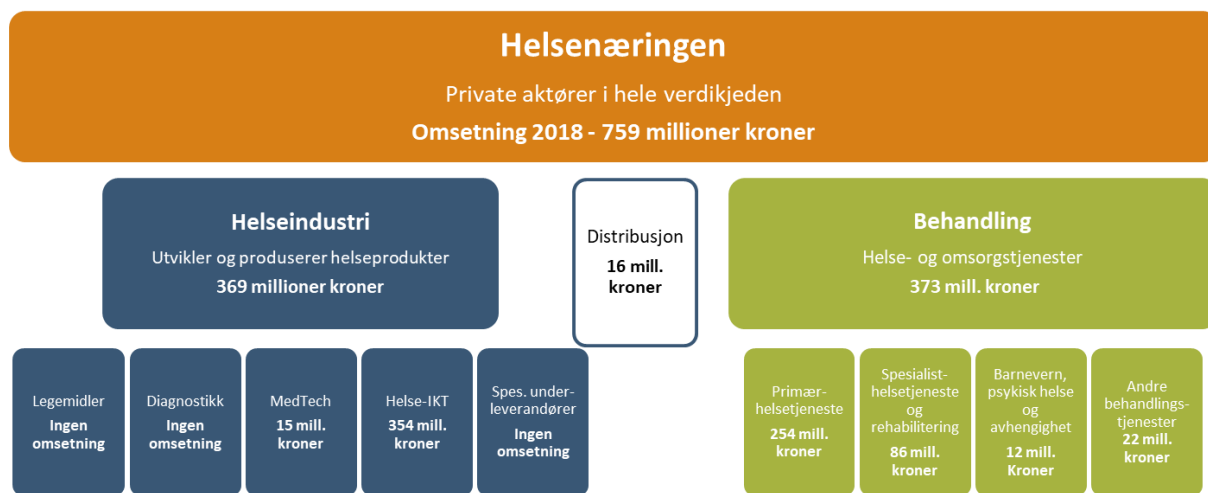 Helsenæringen
Private aktører i hele verdikjeden
Omsetning 2018 - 759 millioner kroner
Helseindustri
Utvikler og produserer helseprodukter
369 millioner kroner
Distribusjon
16 mill.
kroner
Behandling
Helse- og omsorgstjenester
373 mill. kroner
Legemidler
Ingen
omsetning
Diagnostikk
Ingen
omsetning
MedTech
15 mill.
kroner
Helse-IKT
354 mill.
kroner
Spes. under-
leverandører
Ingen
omsetning
Primær-
helsetjeneste
254 mill.
kroner
Spesialist-
helsetjeneste
og
rehabilitering
86 mill.
kroner
Barnevern,
psykisk helse
og
avhengighet
12 mill.
Kroner
Andre
behandlings-
tjenester
22 mill.
kroner